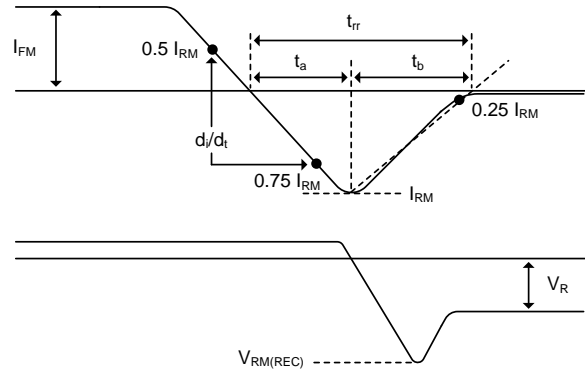 t_rr
I_FM
0.5 I_RM
t_a
t_b
0.25 I_RM
d_i/d_t
0.75 I_RM
I_RM
V_R
V_RM(REC)